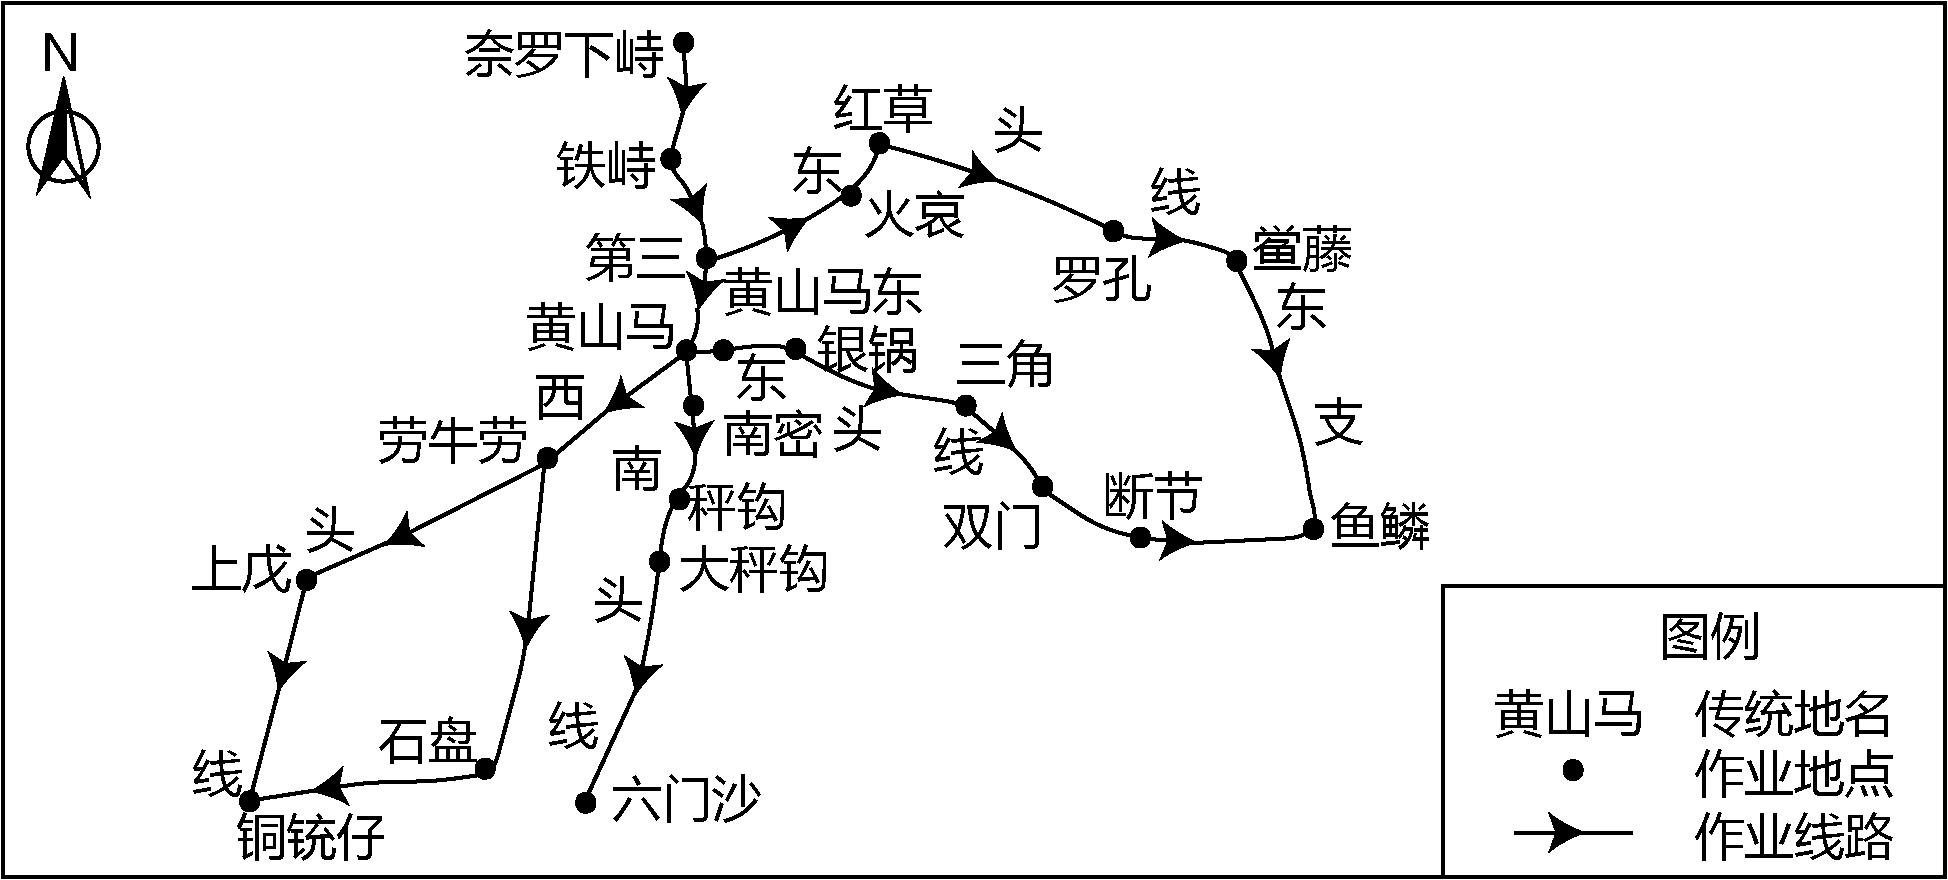 N
奈罗下峙
铁峙
第三
红草
火哀
东
头
线
罗孔
藤
黄山马东
黄山马
银锅
三角
东
头
线
双门
断节
鱼鳞
东
支
西
头
线
劳牛劳
上戊
石盘
铜铳仔
南密
南
秤钩
大秤钩
头
线
六门沙
图例
黄山马 传统地名
作业地点
作业线路